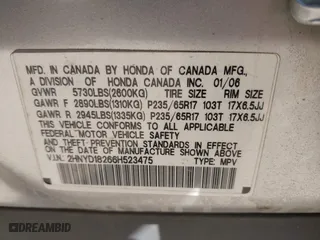 MFD. IN CANADA BY HONDA OF CANADA MFG.,
A DIVISION OF HONDA CANADA INC. 01/06
GVWR 5730LBS(2600KG) TIRE SIZE RIM SIZE
GAWR F 2890LBS(1310KG) P235/65R17 103T 17X6.5JJ
GAWR R 2945LBS(1335KG) P235/65R17 103T 17X6.5JJ
THIS VEHICLE CONFORMS TO ALL APPLICABLE
FEDERAL MOTOR VEHICLE SAFETY AND
THEFT PREVENTION STANDARDS IN EFFECT ON
THE DATE OF MANUFACTURE SHOWN ABOVE.
V.I.N.: 2HNYD18266H523475 TYPE: MPV
DCARFAX.COM